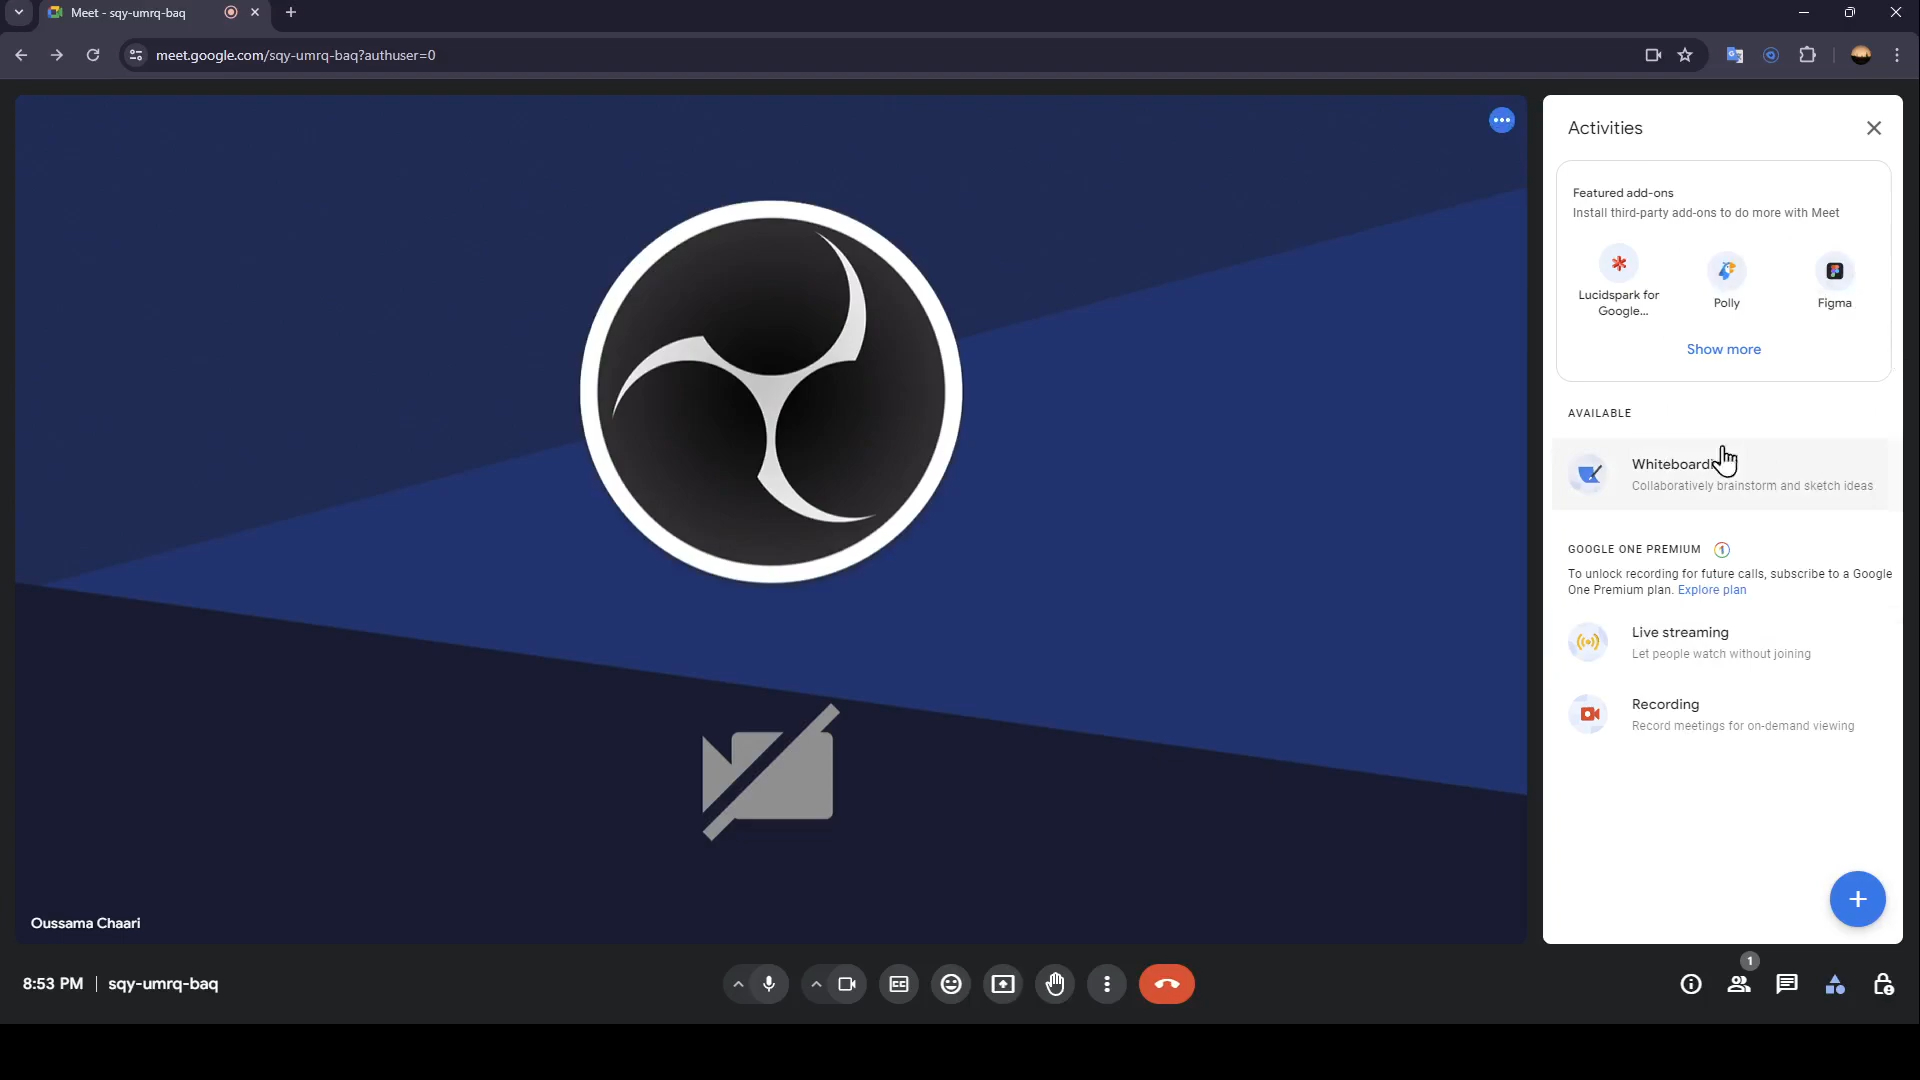 Meet - sqy-umrq-baq
meet.google.com/sqy-umrq-baq?authuser=0
Activities
Featured add-ons
Install third-party add-ons to do more with Meet
Lucidspark for
Google...
Polly
Figma
Show more
AVAILABLE
Whiteboardi
Collaboratively brainstorm and sketch ideas
GOOGLE ONE PREMIUM
To unlock recording for future calls, subscribe to a Google
One Premium plan. Explore plan
Live streaming
Let people watch without joining
Recording
Record meetings for on-demand viewing
Oussama Chaari
8:53 PM | sqy-umrq-baq
1